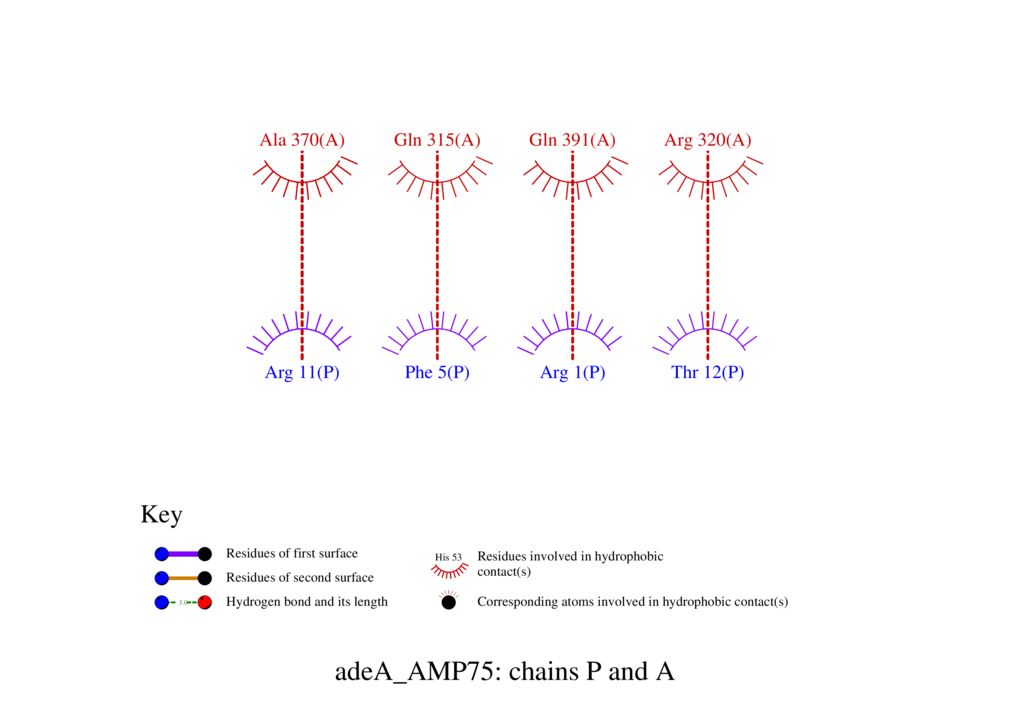 Ala 370(A) Gln 315(A) Gln 391(A) Arg 320(A)
Arg 11(P) Phe 5(P) Arg 1(P) Thr 12(P)
Key
Residues of first surface
Residues of second surface
3.0 Hydrogen bond and its length
His 53 Residues involved in hydrophobic
contact(s)
Corresponding atoms involved in hydrophobic contact(s)
adeA_AMP75: chains P and A